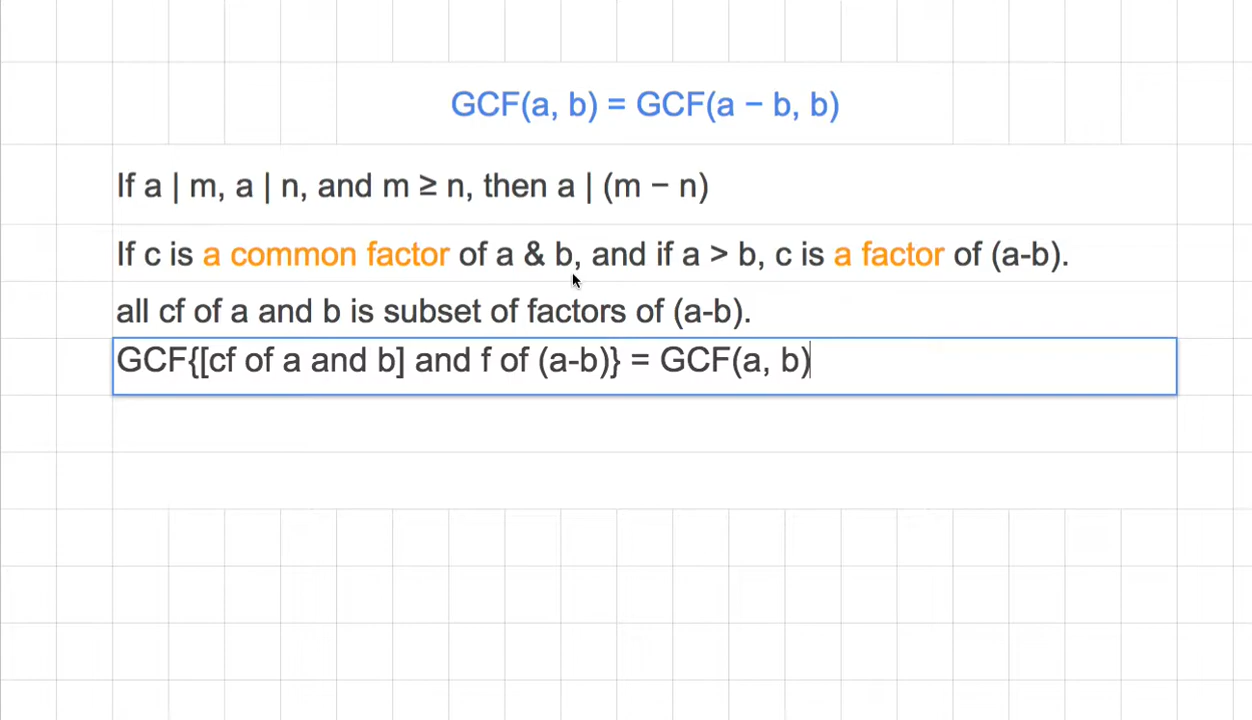 GCF(a, b) = GCF(a − b, b)
If a | m, a | n, and m ≥ n, then a | (m − n)
If c is a common factor of a & b, and if a > b, c is a factor of (a-b).
all cf of a and b is subset of factors of (a-b).
GCF{[cf of a and b] and f of (a-b)} = GCF(a, b)